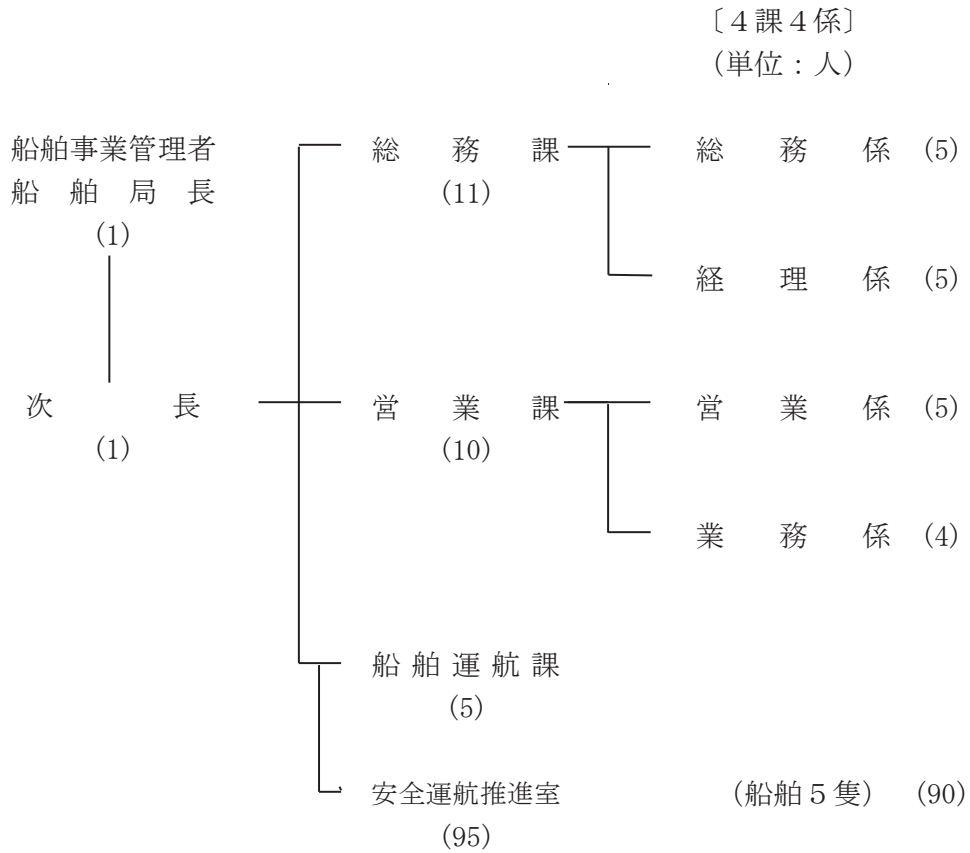 〔4課4係〕
(単位:人)
船舶事業管理者 総務課 総務係 (5)
船舶局長 (11)
(1)
経理係 (5)
次長 営業課 営業係 (5)
(1) (10)
業務係 (4)
船舶運航課
(5)
安全運航推進室 (船舶5隻) (90)
(95)